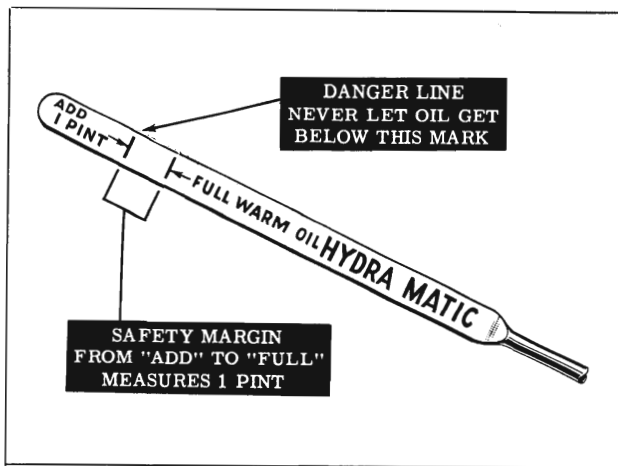 DANGER LINE
NEVER LET OIL GET
BELOW THIS MARK
ADD
1 PINT
FULL WARM OIL HYDRA MATIC
SAFETY MARGIN
FROM "ADD" TO "FULL"
MEASURES 1 PINT